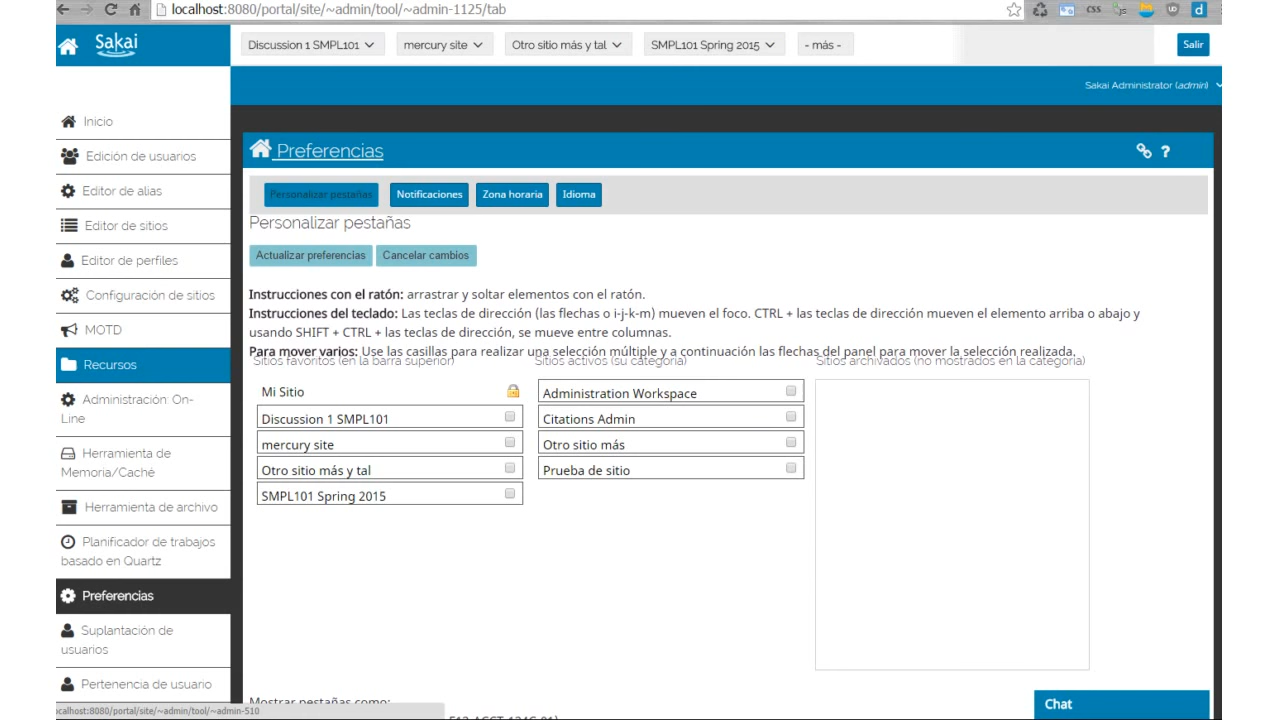 localhost:8080/portal/site/~admin/tool/~admin-1125/tab
css
js
d
Sakai
Discussion 1 SMPL101
mercury site
Otro sitio más y tal
SMPL101 Spring 2015
- más -
Salir
Sakai Administrator (admin)
Inicio
Edición de usuarios
Editor de alias
Editor de sitios
Editor de perfiles
Configuración de sitios
MOTD
Recursos
Administración: On-
Line
Herramienta de
Memoria/Caché
Herramienta de archivo
Planificador de trabajos
basado en Quartz
Preferencias
Suplantación de
usuarios
Pertenencia de usuario
Preferencias
?
Personalizar pestañas
Notificaciones
Zona horaria
Idioma
Personalizar pestañas
Actualizar preferencias
Cancelar cambios
Instrucciones con el ratón: arrastrar y soltar elementos con el ratón.
Instrucciones del teclado: Las teclas de dirección (las flechas o i-j-k-m) mueven el foco. CTRL + las teclas de dirección mueven el elemento arriba o abajo y
usando SHIFT + CTRL + las teclas de dirección, se mueve entre columnas.
Para mover varios: Use las casillas para realizar una selección múltiple y a continuación las flechas del panel para mover la selección realizada.
Sitios favoritos (en la barra superior)
Sitios activos (su categoría)
Sitios archivados (no mostrados en la categoría)
Mi Sitio
Discussion 1 SMPL101
mercury site
Otro sitio más y tal
SMPL101 Spring 2015
Administration Workspace
Citations Admin
Otro sitio más
Prueba de sitio
Mostrar pestañas como:
Chat
calhost:8080/portal/site/~admin/tool/~admin-510